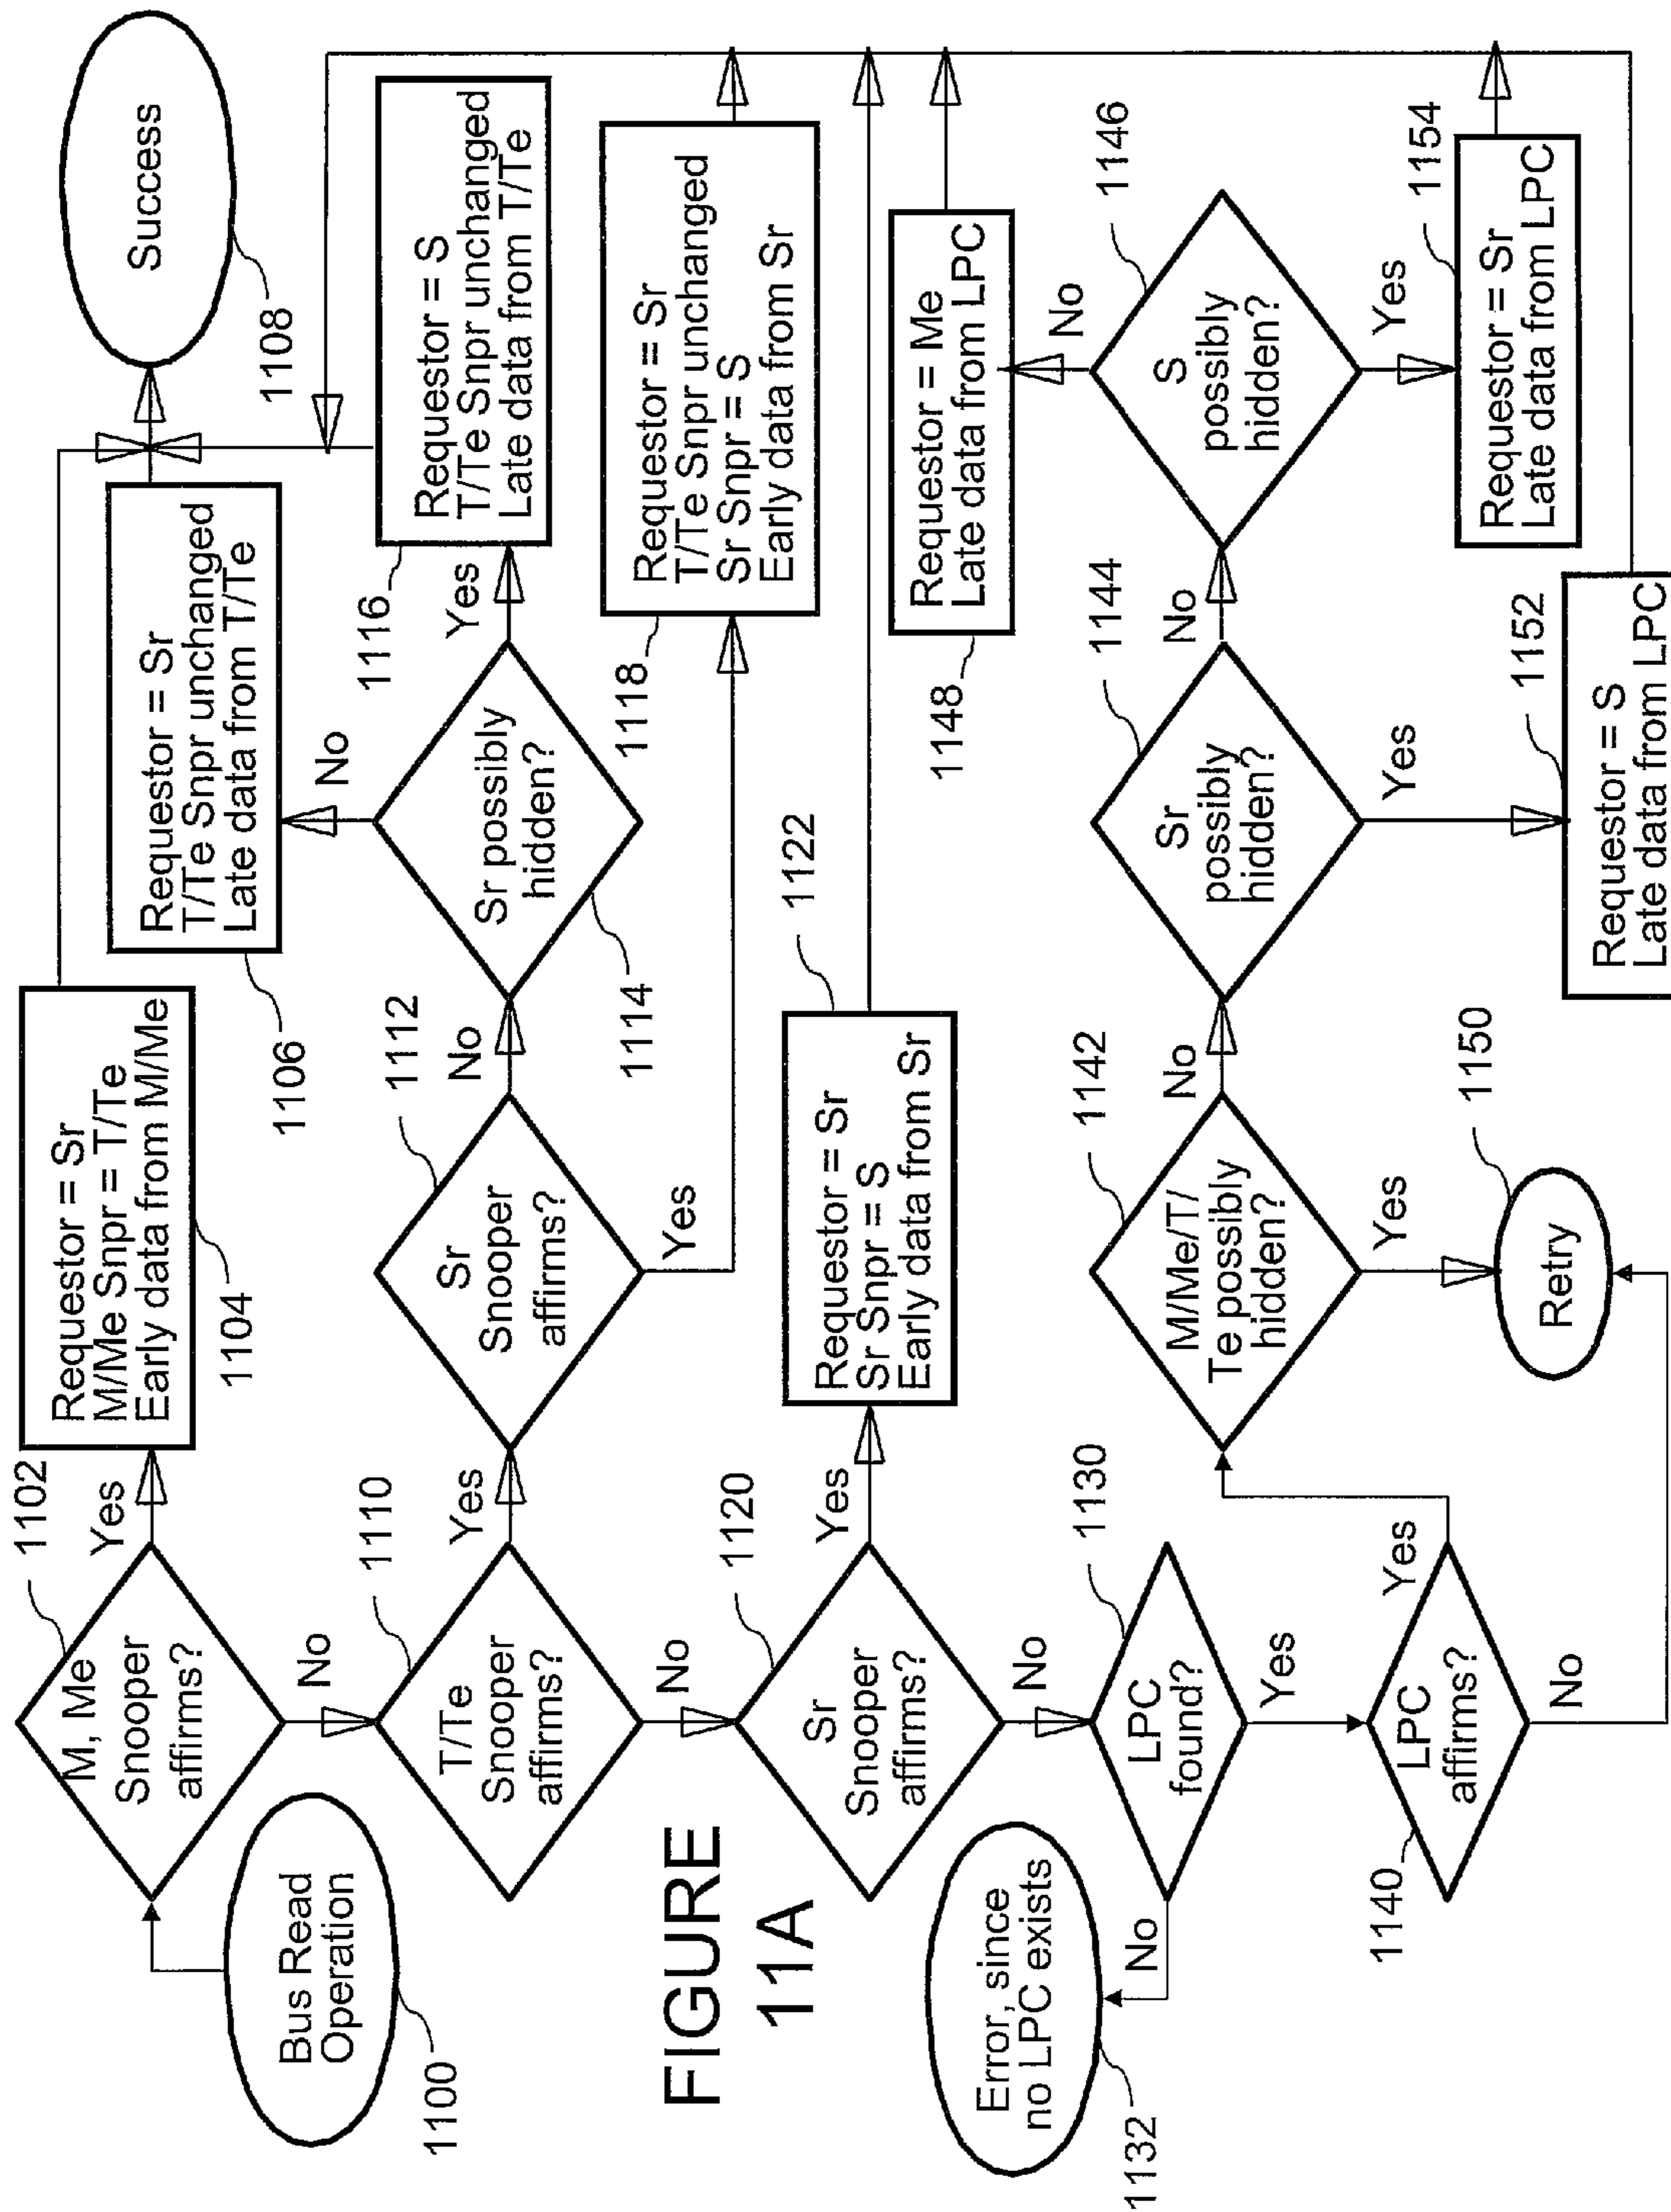 Bus Read
Operation
1100
M, Me
Snooper
affirms?
1102
Yes
No
Requestor = Sr
M/Me Snpr = T/Te
Early data from M/Me
1104
Requestor = Sr
T/Te Snpr unchanged
Late data from T/Te
1106
Success
1108
T/Te
Snooper
affirms?
1110
Yes
No
Sr
Snooper
affirms?
1112
No
Yes
Sr possibly
hidden?
1114
No
Yes
Requestor = S
T/Te Snpr unchanged
Late data from T/Te
1116
Requestor = Sr
T/Te Snpr unchanged
Sr Snpr = S
Early data from Sr
1118
FIGURE
11A
Sr
Snooper
affirms?
1120
Yes
No
Requestor = Sr
Sr Snpr = S
Early data from Sr
1122
LPC
found?
1130
No
Yes
Error, since
no LPC exists
1132
LPC
affirms?
1140
Yes
No
M/Me/T/
Te possibly
hidden?
1142
No
Yes
Sr
possibly
hidden?
1144
No
Yes
S
possibly
hidden?
1146
No
Yes
Requestor = Me
Late data from LPC
1148
Retry
1150
Requestor = S
Late data from LPC
1152
Requestor = Sr
Late data from LPC
1154